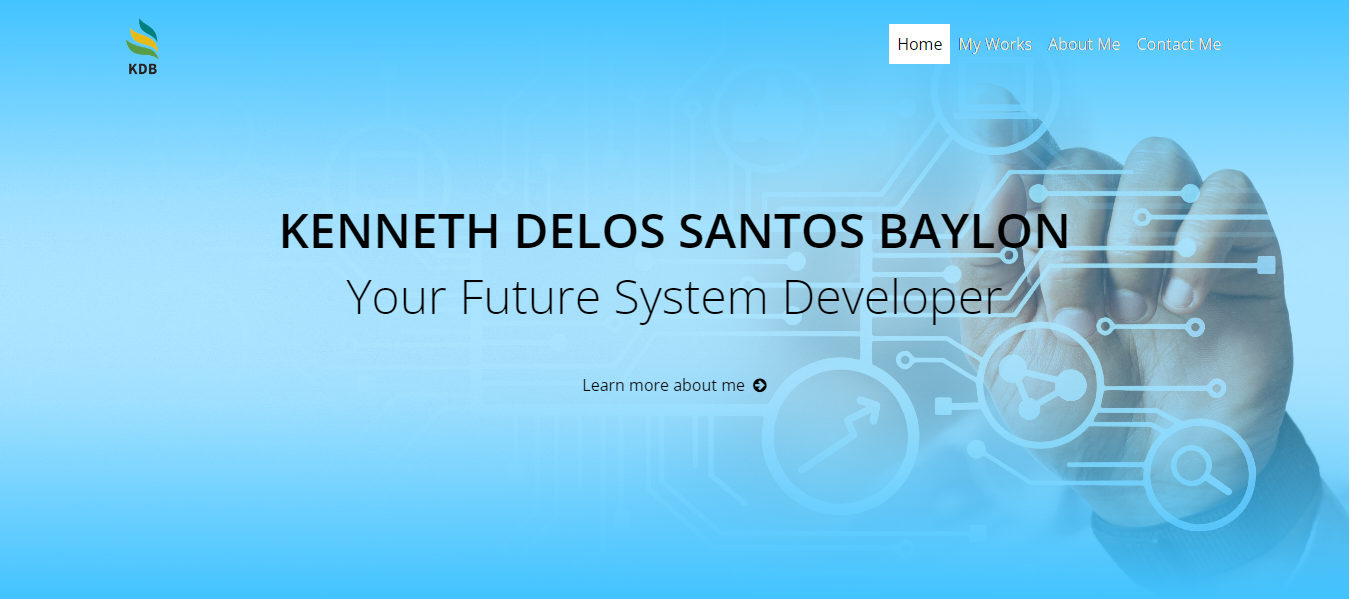 KDB
Home My Works About Me Contact Me
KENNETH DELOS SANTOS BAYLON
Your Future System Developer
Learn more about me